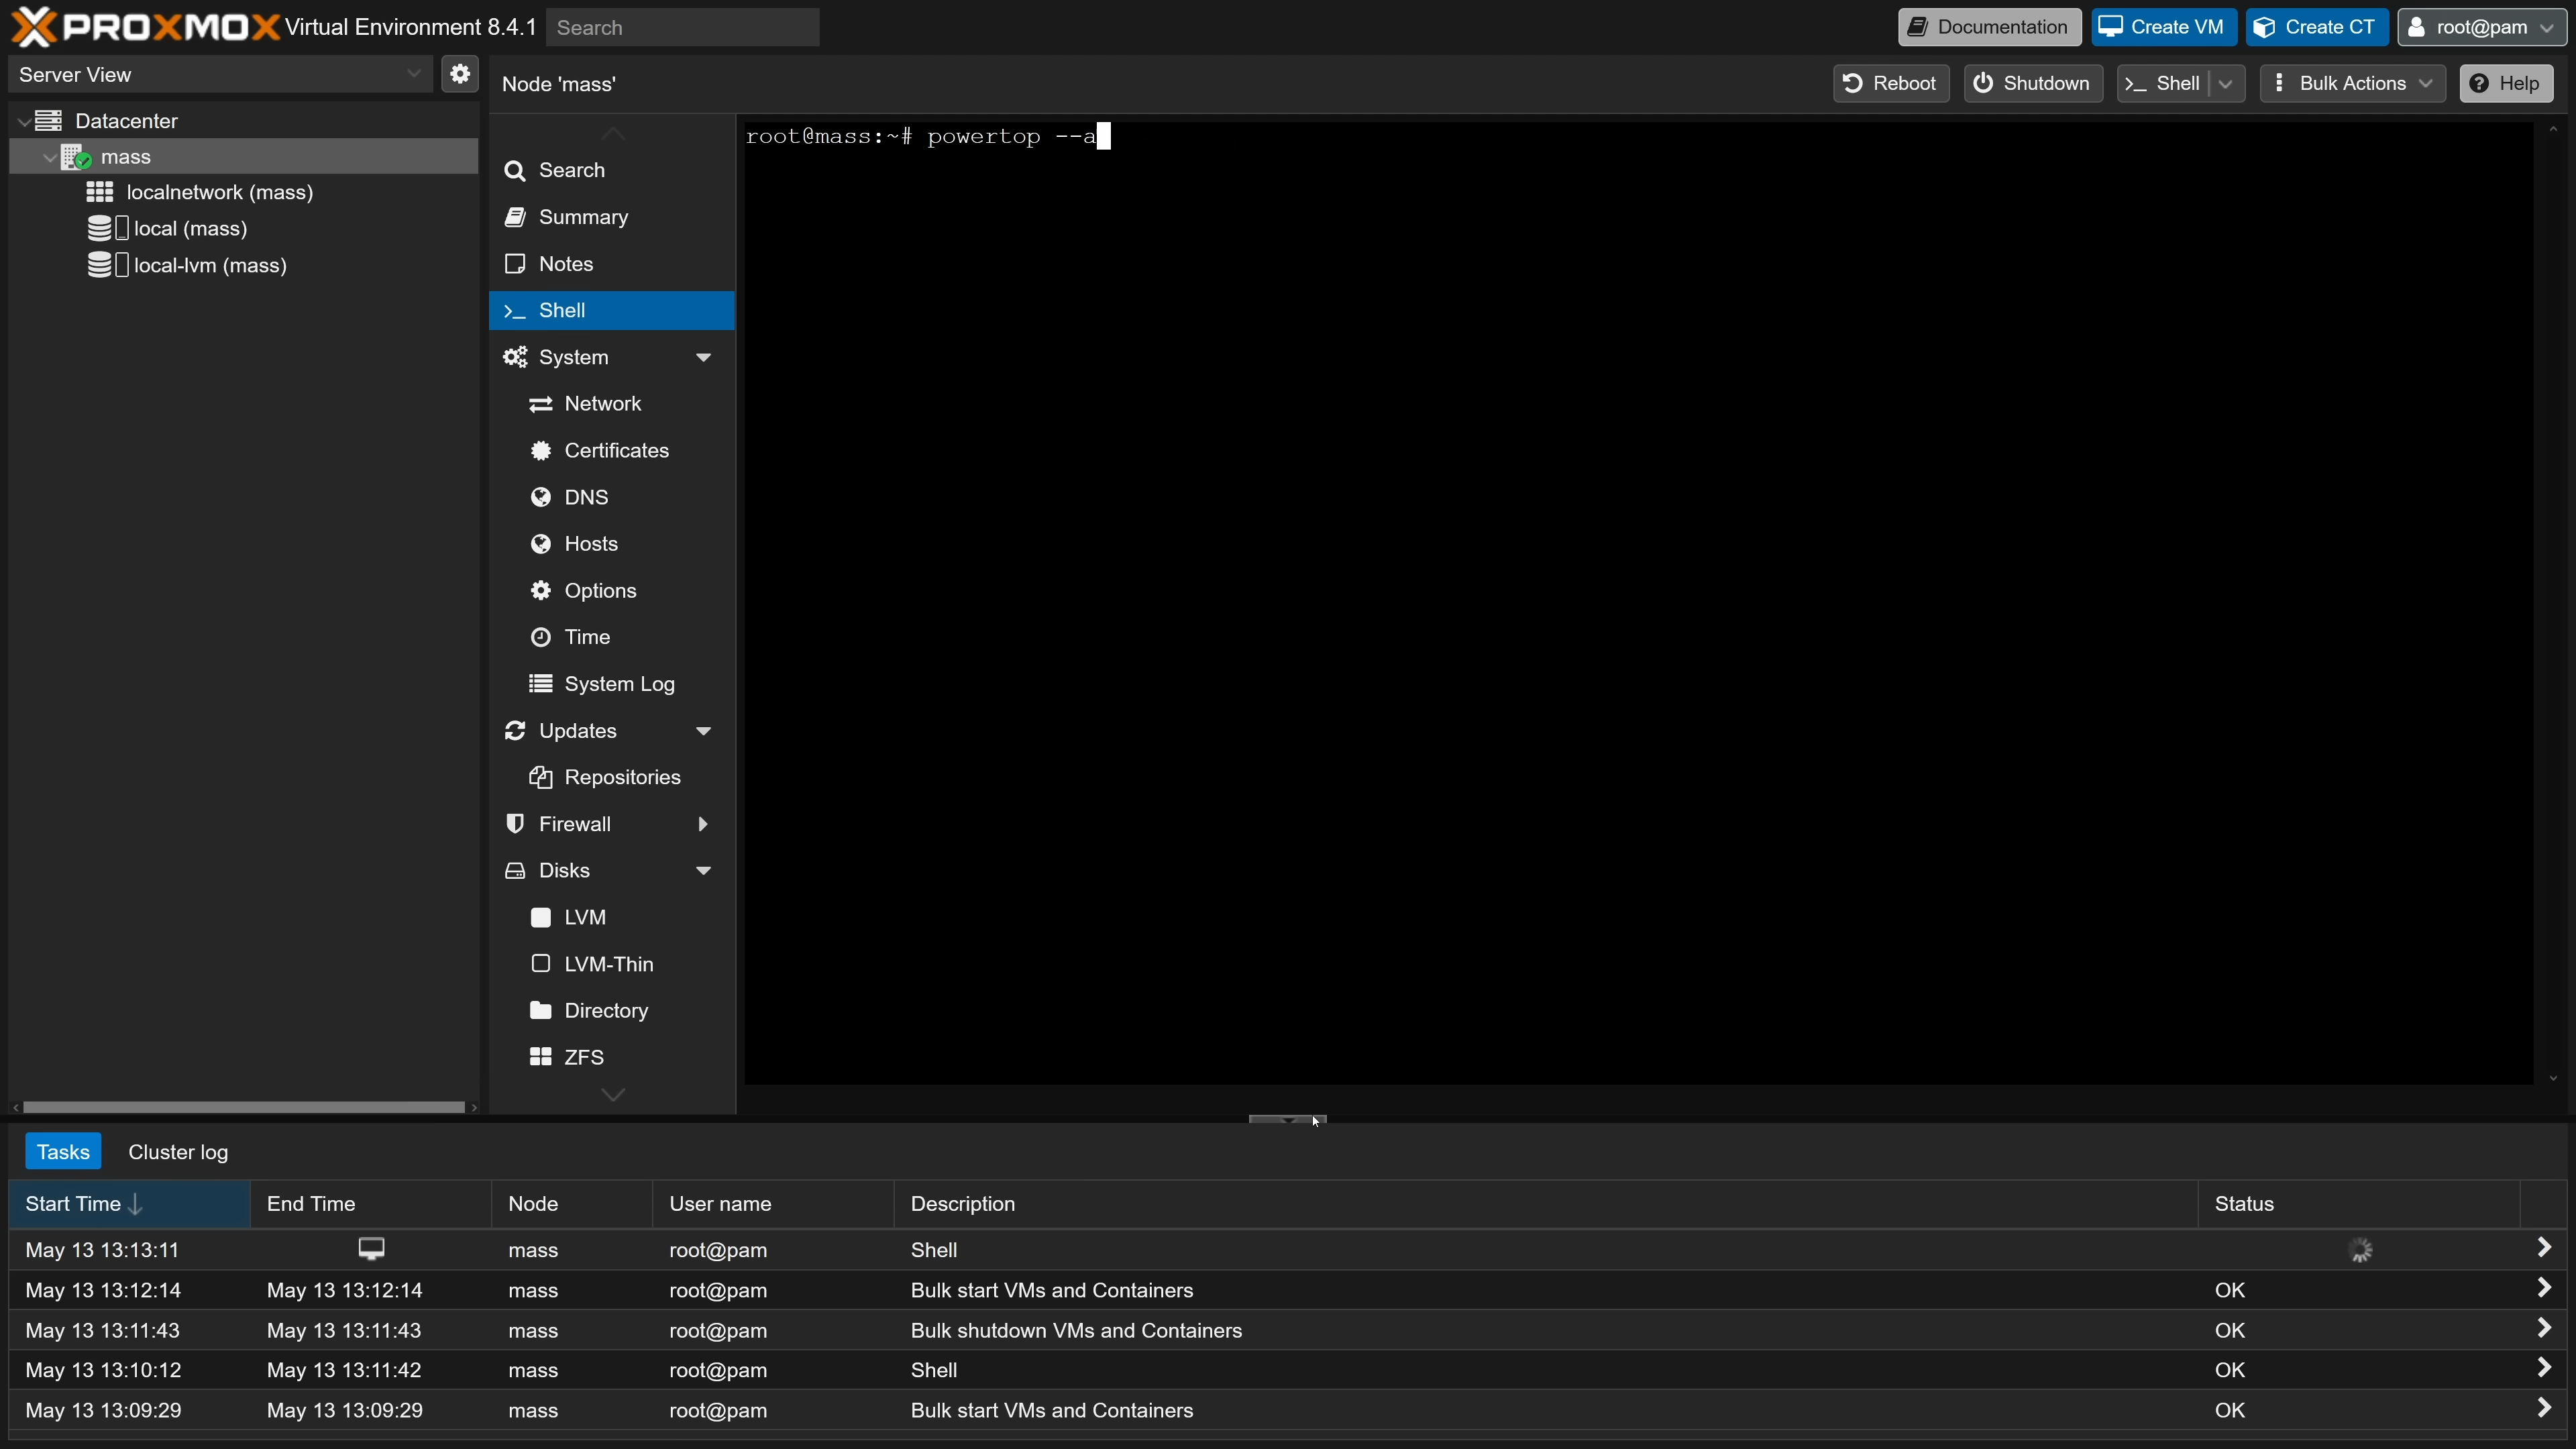 PROXMOX Virtual Environment 8.4.1 Search Documentation Create VM Create CT root@pam
Server View
Node 'mass' Reboot Shutdown >_ Shell Bulk Actions Help
Datacenter
mass
localnetwork (mass)
local (mass)
local-lvm (mass)
Search
Summary
Notes
>_ Shell
System
Network
Certificates
DNS
Hosts
Options
Time
System Log
Updates
Repositories
Firewall
Disks
LVM
LVM-Thin
Directory
ZFS
root@mass:~# powertop --a
Tasks Cluster log
Start Time End Time Node User name Description Status
May 13 13:13:11 mass root@pam Shell
May 13 13:12:14 May 13 13:12:14 mass root@pam Bulk start VMs and Containers OK
May 13 13:11:43 May 13 13:11:43 mass root@pam Bulk shutdown VMs and Containers OK
May 13 13:10:12 May 13 13:11:42 mass root@pam Shell OK
May 13 13:09:29 May 13 13:09:29 mass root@pam Bulk start VMs and Containers OK